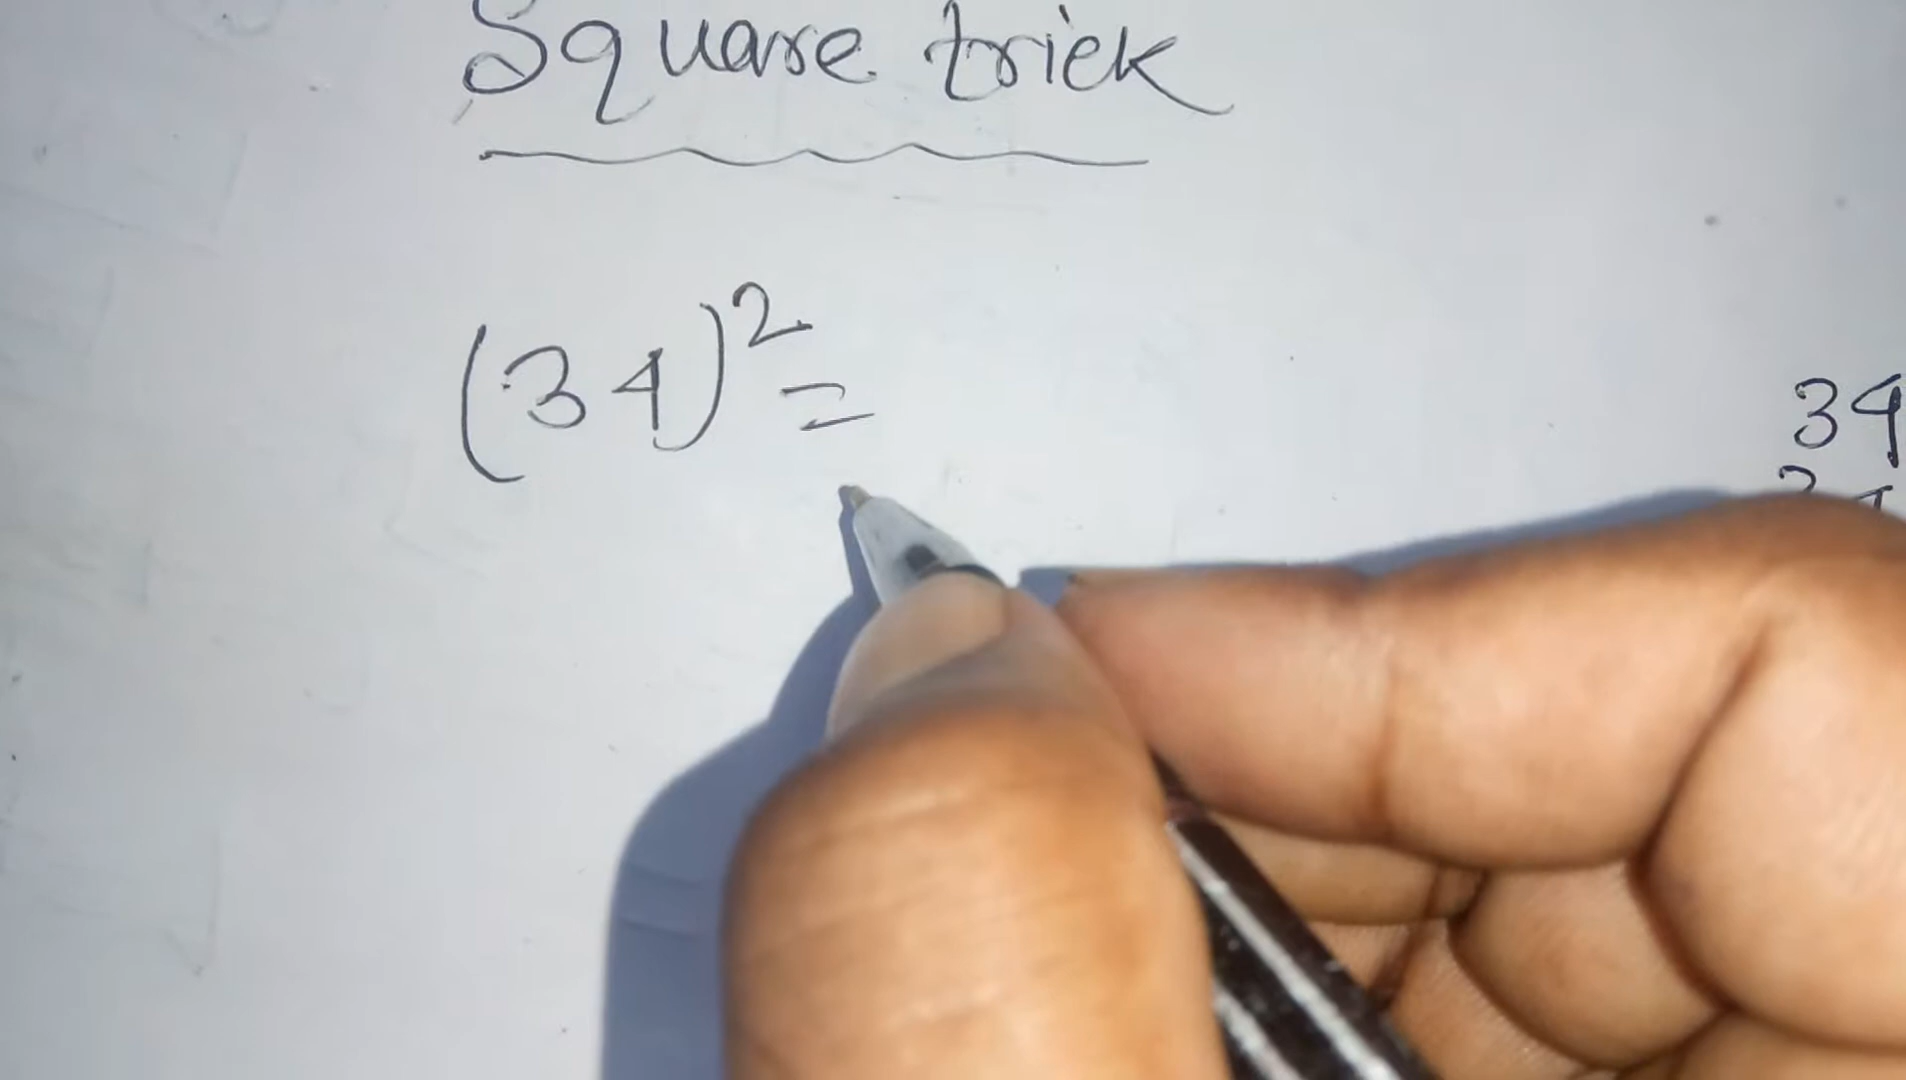 Square trick
(34)² =
34